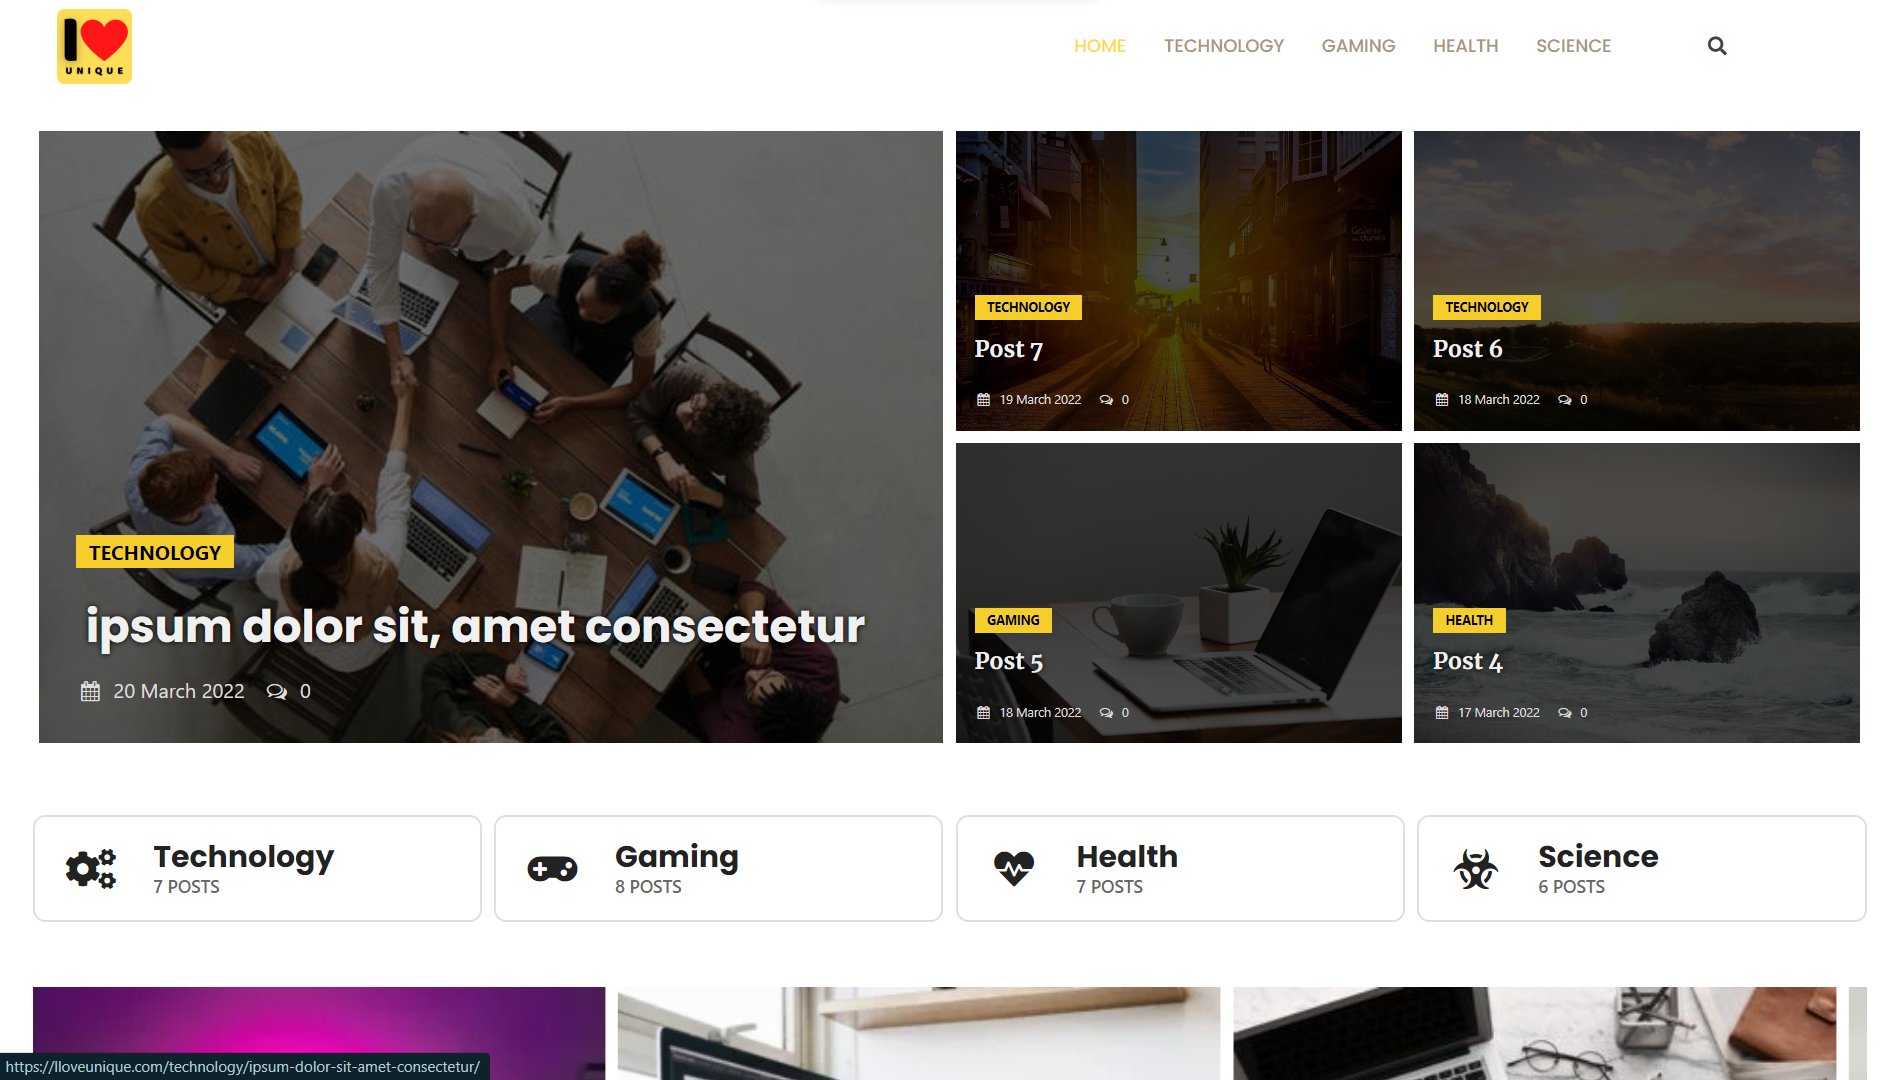 I
UNIQUE
HOME
TECHNOLOGY
GAMING
HEALTH
SCIENCE
TECHNOLOGY
ipsum dolor sit, amet consectetur
20 March 2022 0
TECHNOLOGY
Post 7
19 March 2022 0
Galerie
des dunes
TECHNOLOGY
Post 6
18 March 2022 0
GAMING
Post 5
18 March 2022 0
HEALTH
Post 4
17 March 2022 0
Technology
7 POSTS
Gaming
8 POSTS
Health
7 POSTS
Science
6 POSTS
https://lloveunique.com/technology/ipsum-dolor-sit-amet-consectetur/